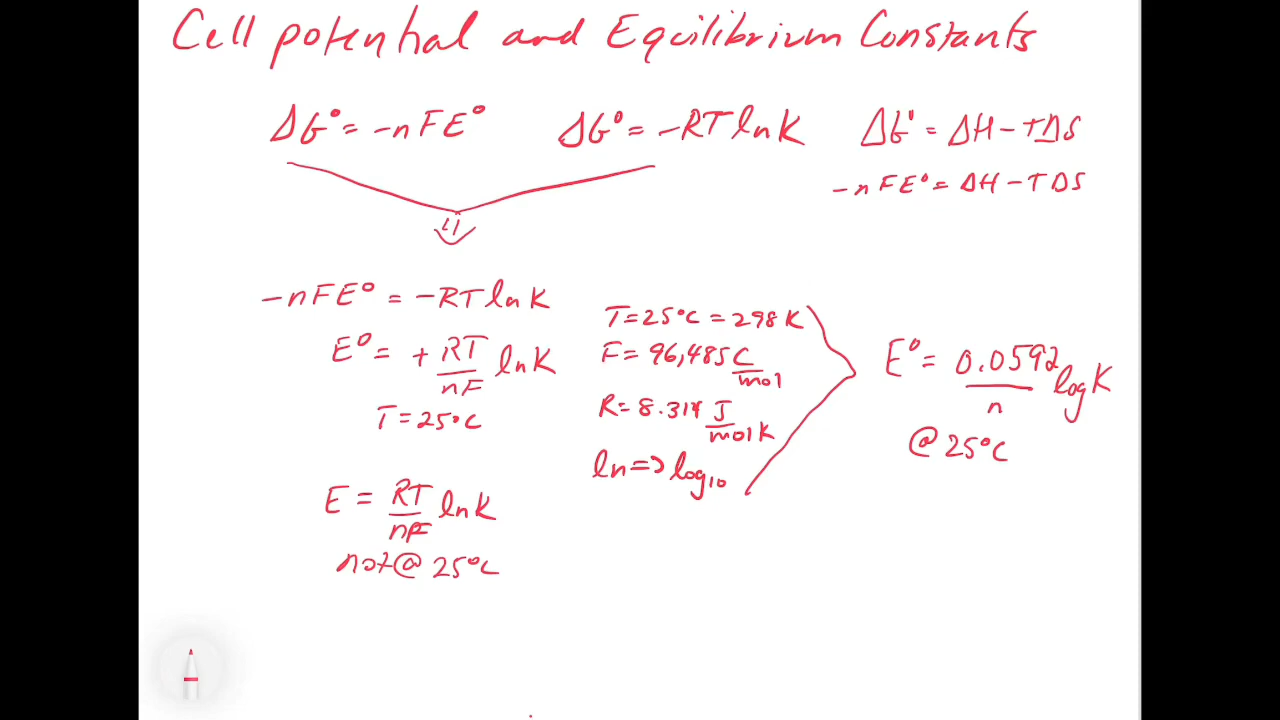 Cell potential and Equilibrium Constants
ΔG° = -nFE°
ΔG° = -RT ln K
ΔG° = ΔH - TΔS
-nFE° = ΔH - TΔS
-nFE° = -RT ln K
E° = + RT/nF ln K
T = 25°C
E = RT/nF ln K
not @ 25°C
T = 25°C = 298 K
F = 96,485 C/mol
R = 8.314 J/mol K
ln => log₁₀
E° = 0.0592/n log K
@ 25°C